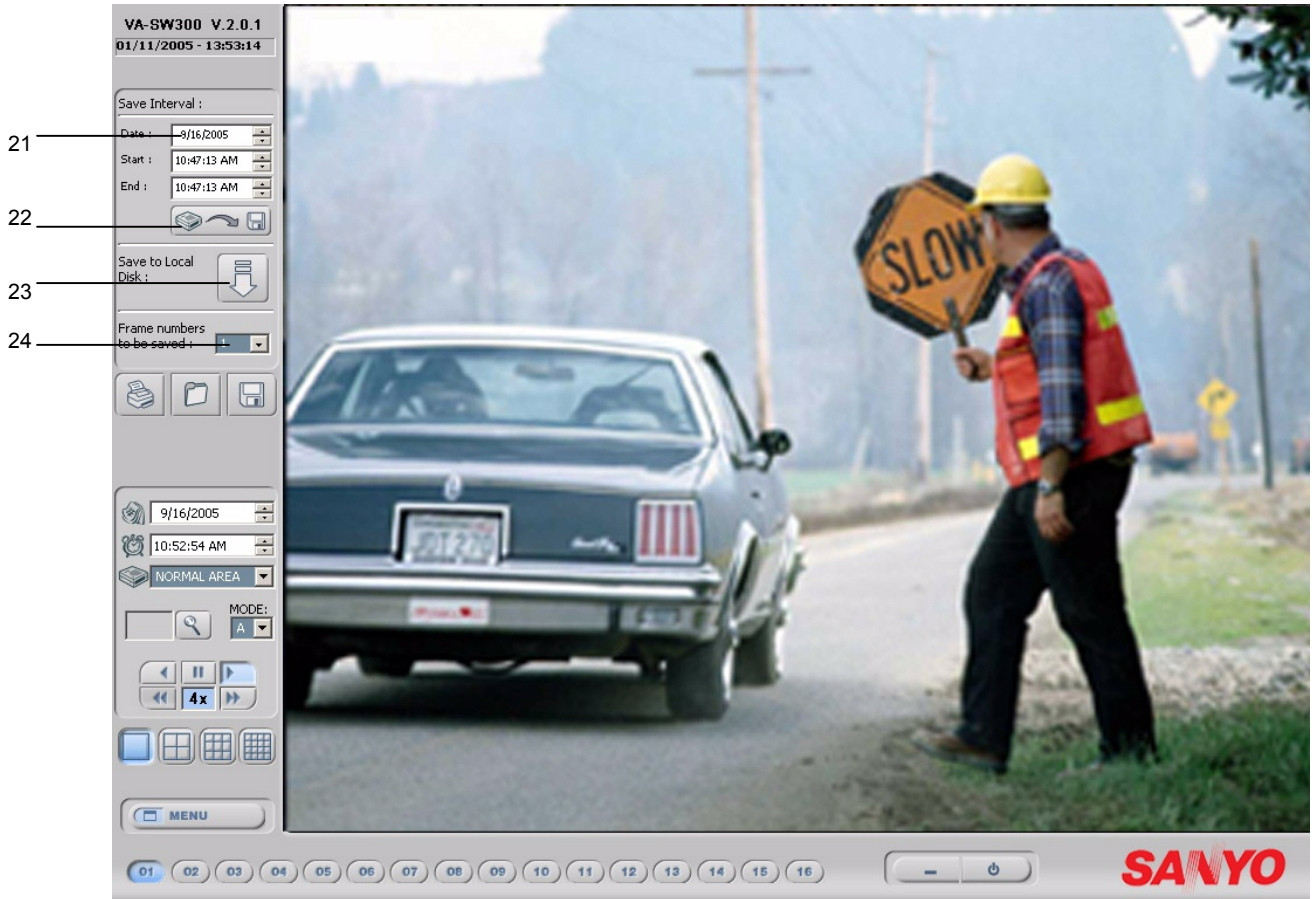 VA-SW300 V.2.0.1
01/11/2005 - 13:53:14
Save Interval :
21
Date :
9/16/2005
Start :
10:47:13 AM
End :
10:47:13 AM
22
Save to Local
Disk :
23
Frame numbers
to be saved :
1
24
9/16/2005
10:52:54 AM
NORMAL AREA
MODE:
A
4x
MENU
SLOW
01 02 03 04 05 06 07 08 09 10 11 12 13 14 15 16
SANYO